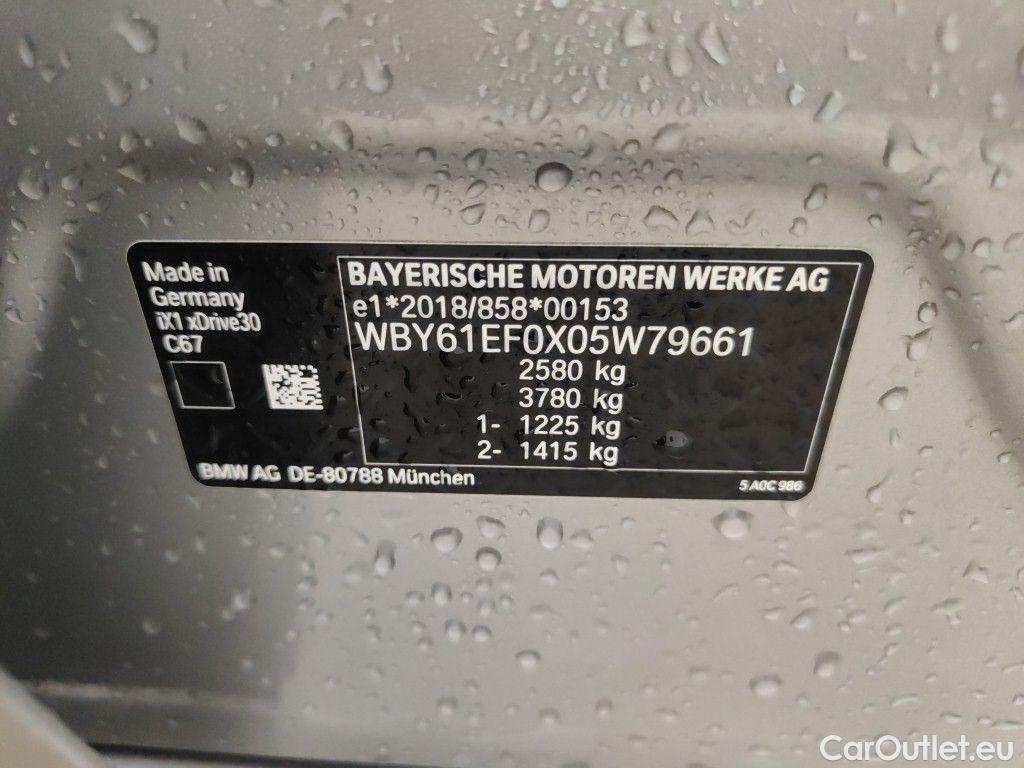 Made in
Germany
iX1 xDrive30
C67
BAYERISCHE MOTOREN WERKE AG
e1*2018/858*00153
WBY61EF0X05W79661
2580 kg
3780 kg
1- 1225 kg
2- 1415 kg
BMW AG DE-80788 München
5 A0C 986
CarOutlet.eu